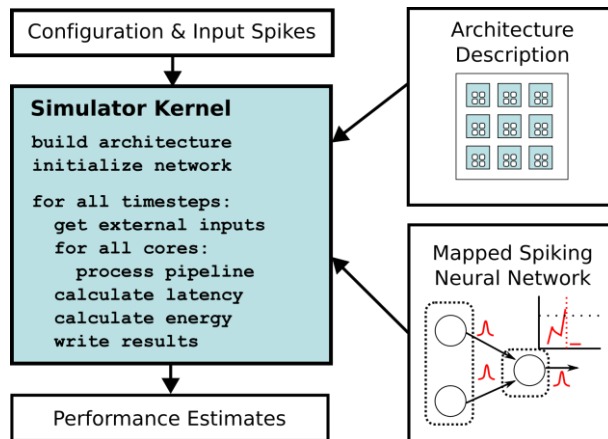 Configuration & Input Spikes
Simulator Kernel
build architecture
initialize network
for all timesteps:
get external inputs
for all cores:
process pipeline
calculate latency
calculate energy
write results
Performance Estimates
Architecture
Description
Mapped Spiking
Neural Network